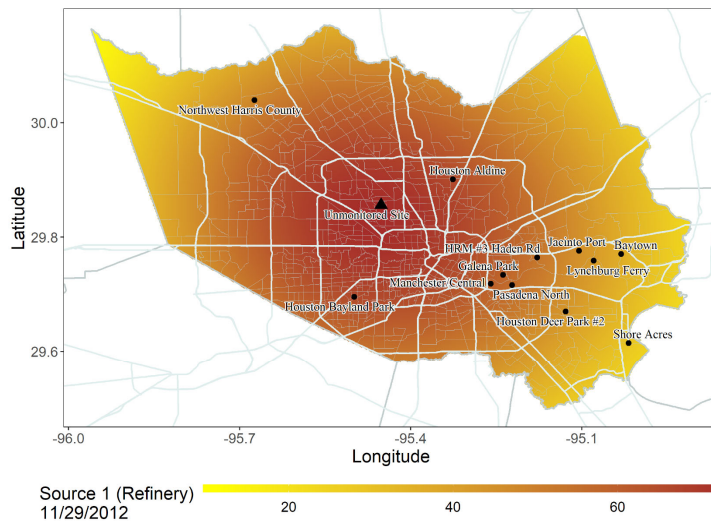 30.0
29.8
29.6
Latitude
Northwest Harris County
Houston Aldine
Unmonitored Site
HRM #3 Haden Rd
Jacinto Port
Baytown
Galena Park
Lynchburg Ferry
Manchester/Central
Pasadena North
Houston Bayland Park
Houston Deer Park #2
Shore Acres
-96.0
-95.7
-95.4
-95.1
Longitude
Source 1 (Refinery)
11/29/2012
20
40
60